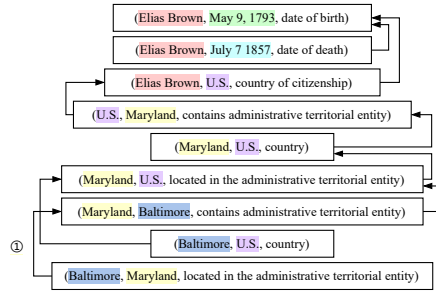 (Elias Brown, May 9, 1793, date of birth)
(Elias Brown, July 7 1857, date of death)
(Elias Brown, U.S., country of citizenship)
(U.S., Maryland, contains administrative territorial entity)
(Maryland, U.S., country)
(Maryland, U.S., located in the administrative territorial entity)
(Maryland, Baltimore, contains administrative territorial entity)
①
(Baltimore, U.S., country)
(Baltimore, Maryland, located in the administrative territorial entity)